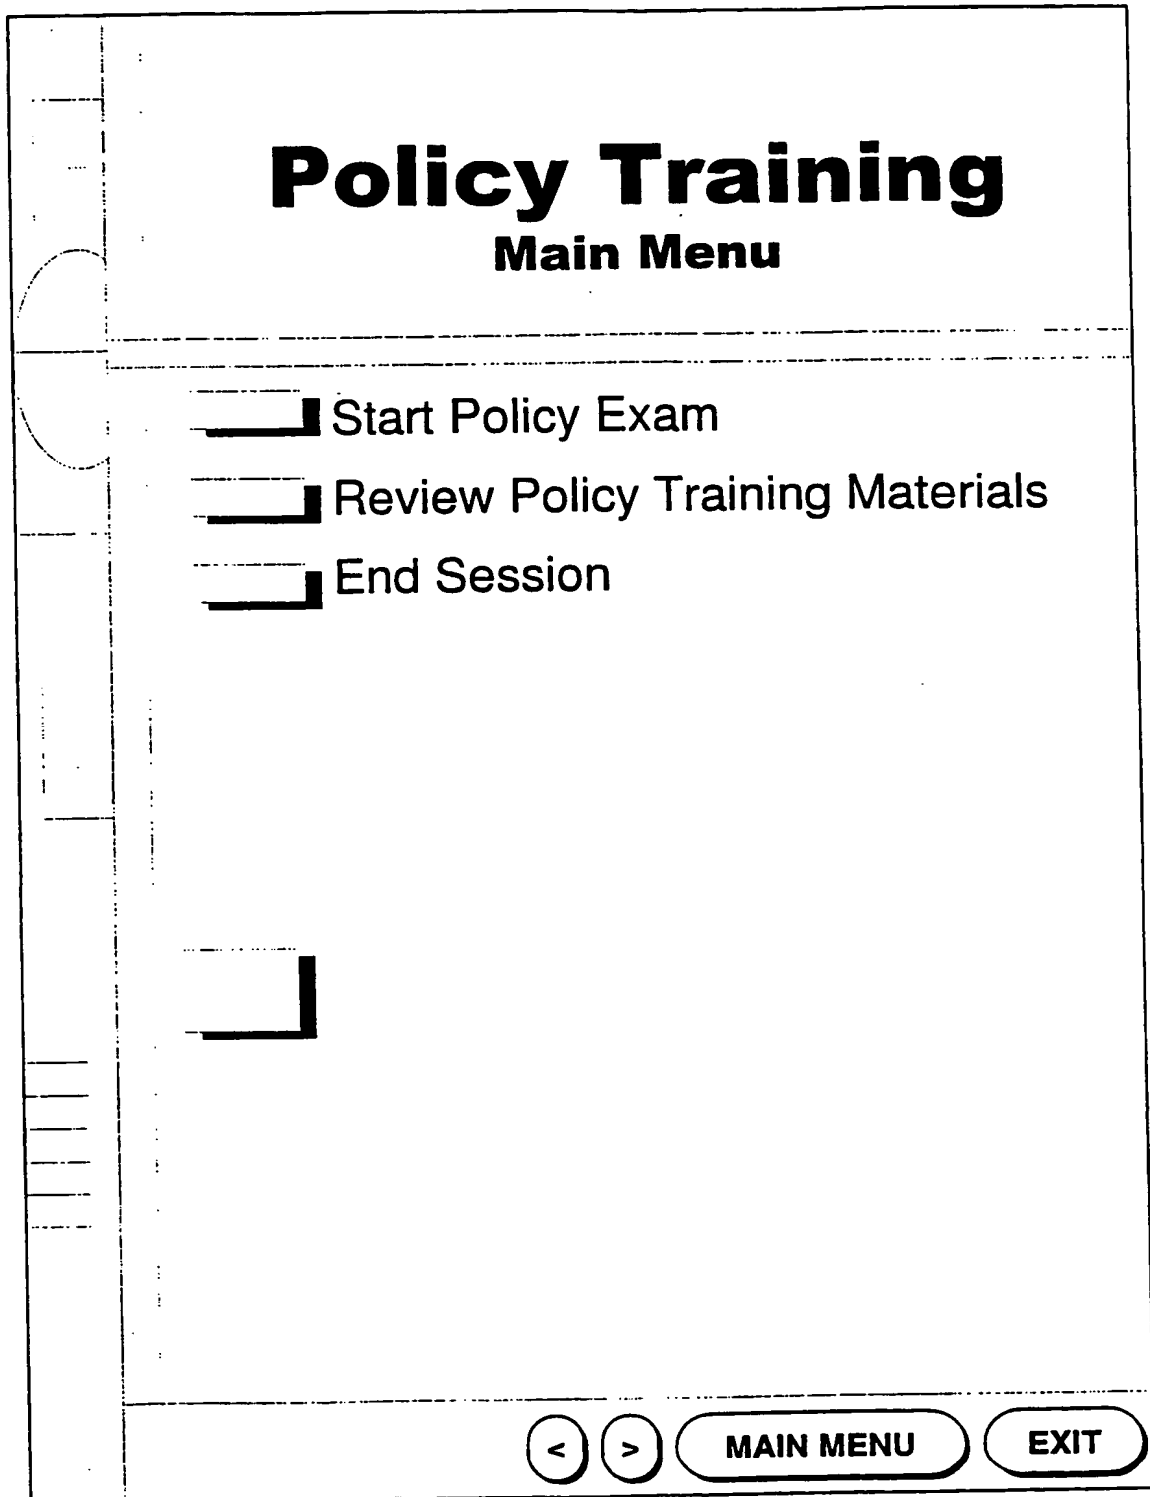 Policy Training
Main Menu
Start Policy Exam
Review Policy Training Materials
End Session
< > MAIN MENU EXIT